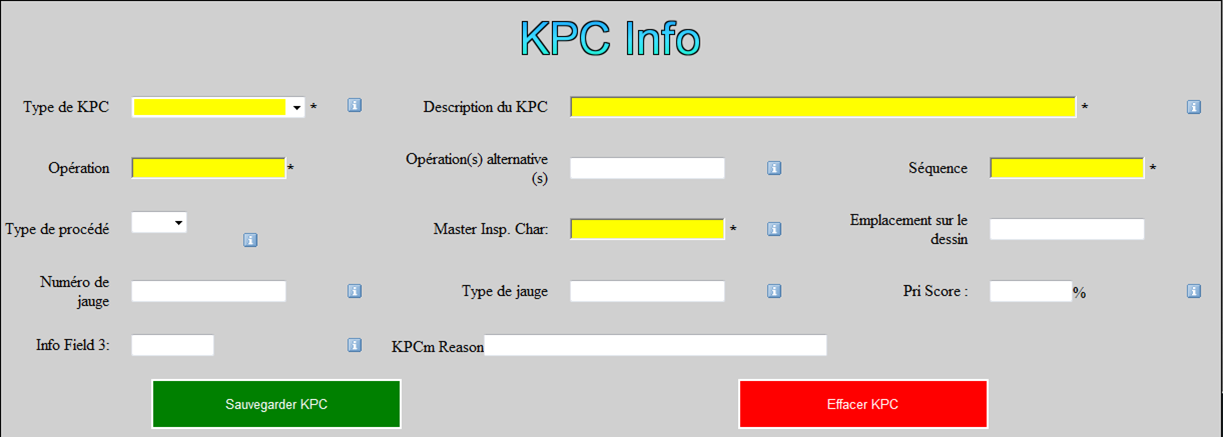 KPC Info
Type de KPC * Description du KPC *
Opération * Opération(s) alternative
(s) Séquence *
Type de procédé Master Insp. Char: * Emplacement sur le
dessin
Numéro de
jauge Type de jauge Pri Score : %
Info Field 3: KPCm Reason
Sauvegarder KPC Effacer KPC